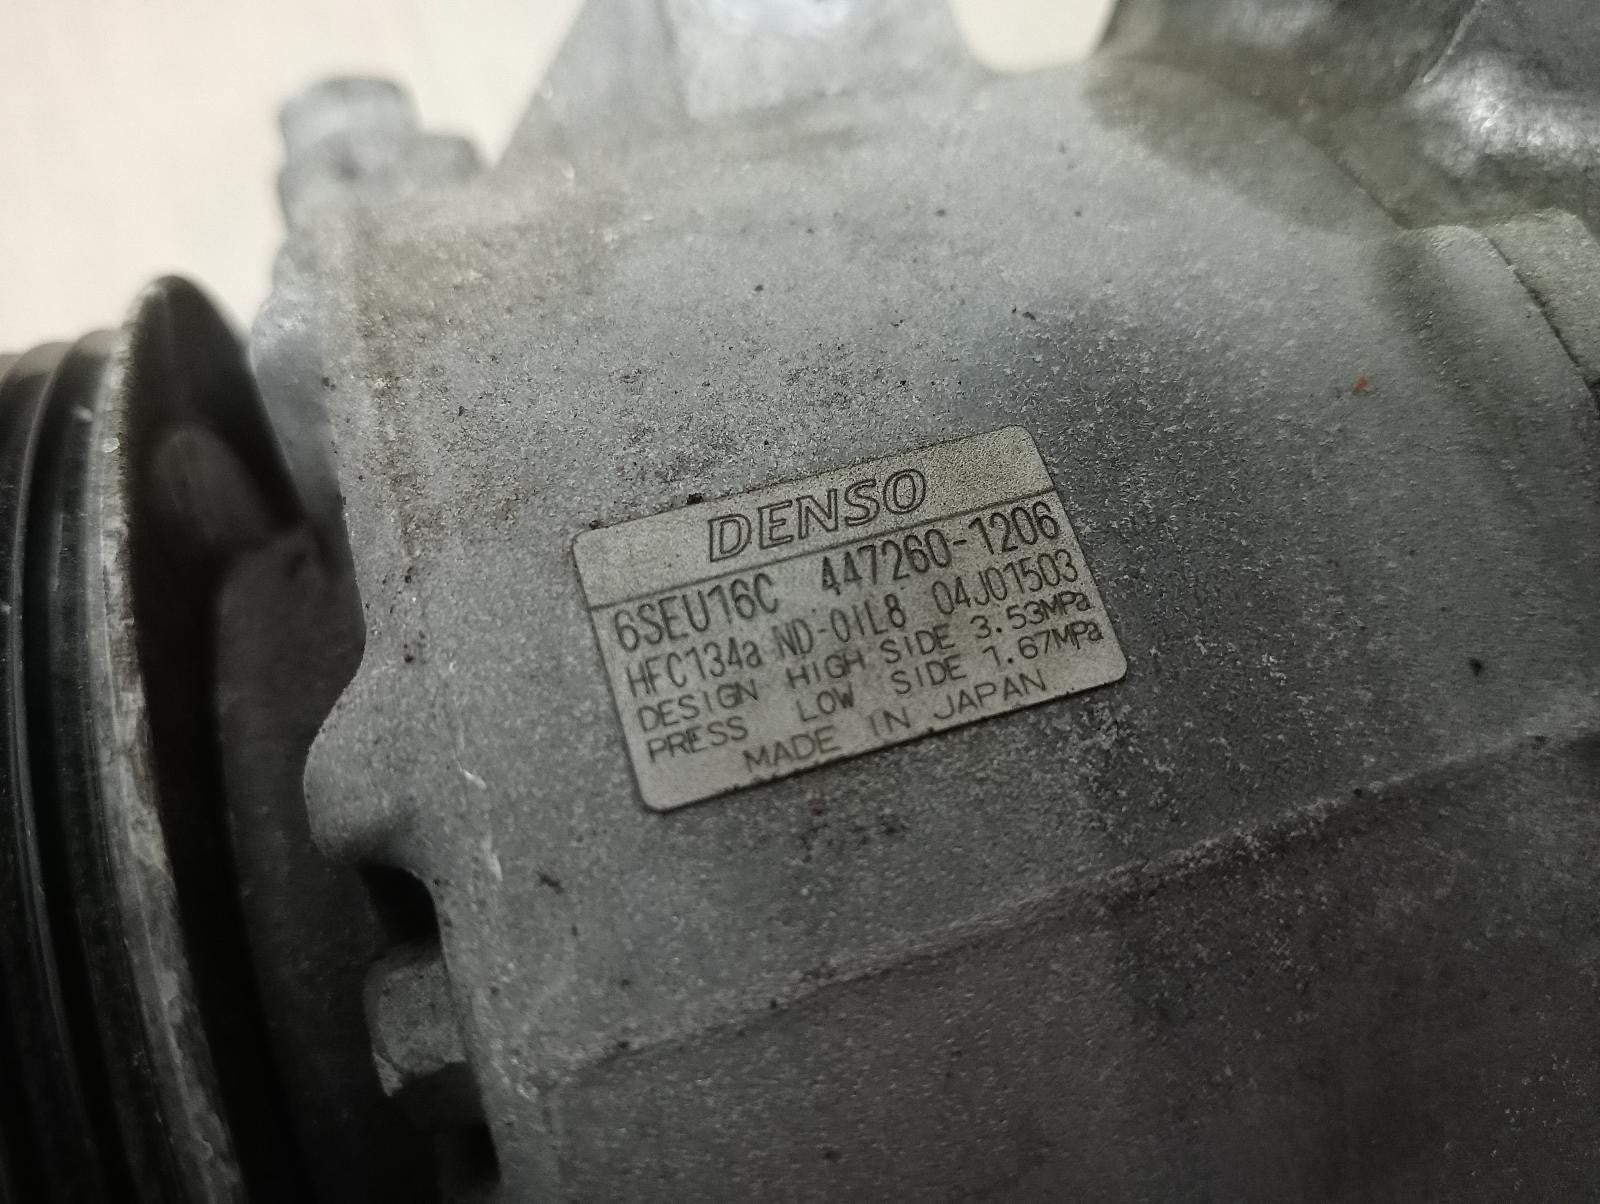 DENSO
6SEU16C 447260-1206
HFC134a ND-OIL8 04J01503
DESIGN HIGH SIDE 3.53MPa
PRESS LOW SIDE 1.67MPa
MADE IN JAPAN